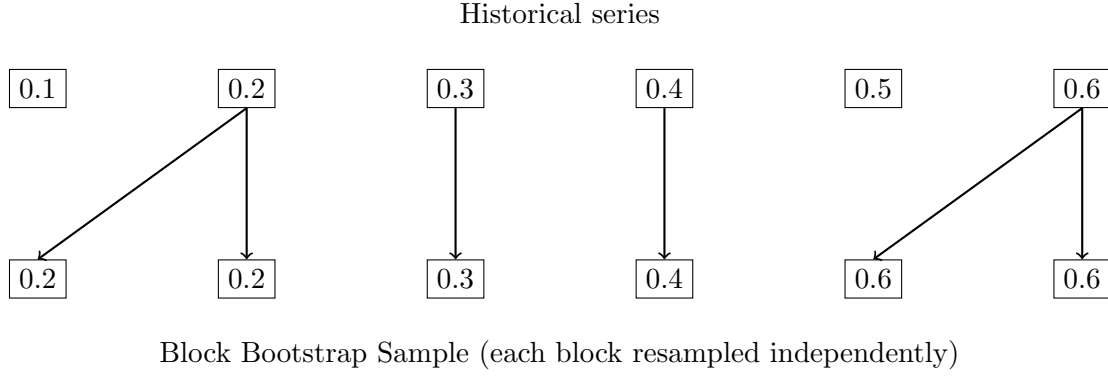 Historical series
0.1 0.2 0.3 0.4 0.5 0.6
0.2 0.2 0.3 0.4 0.6 0.6
Block Bootstrap Sample (each block resampled independently)